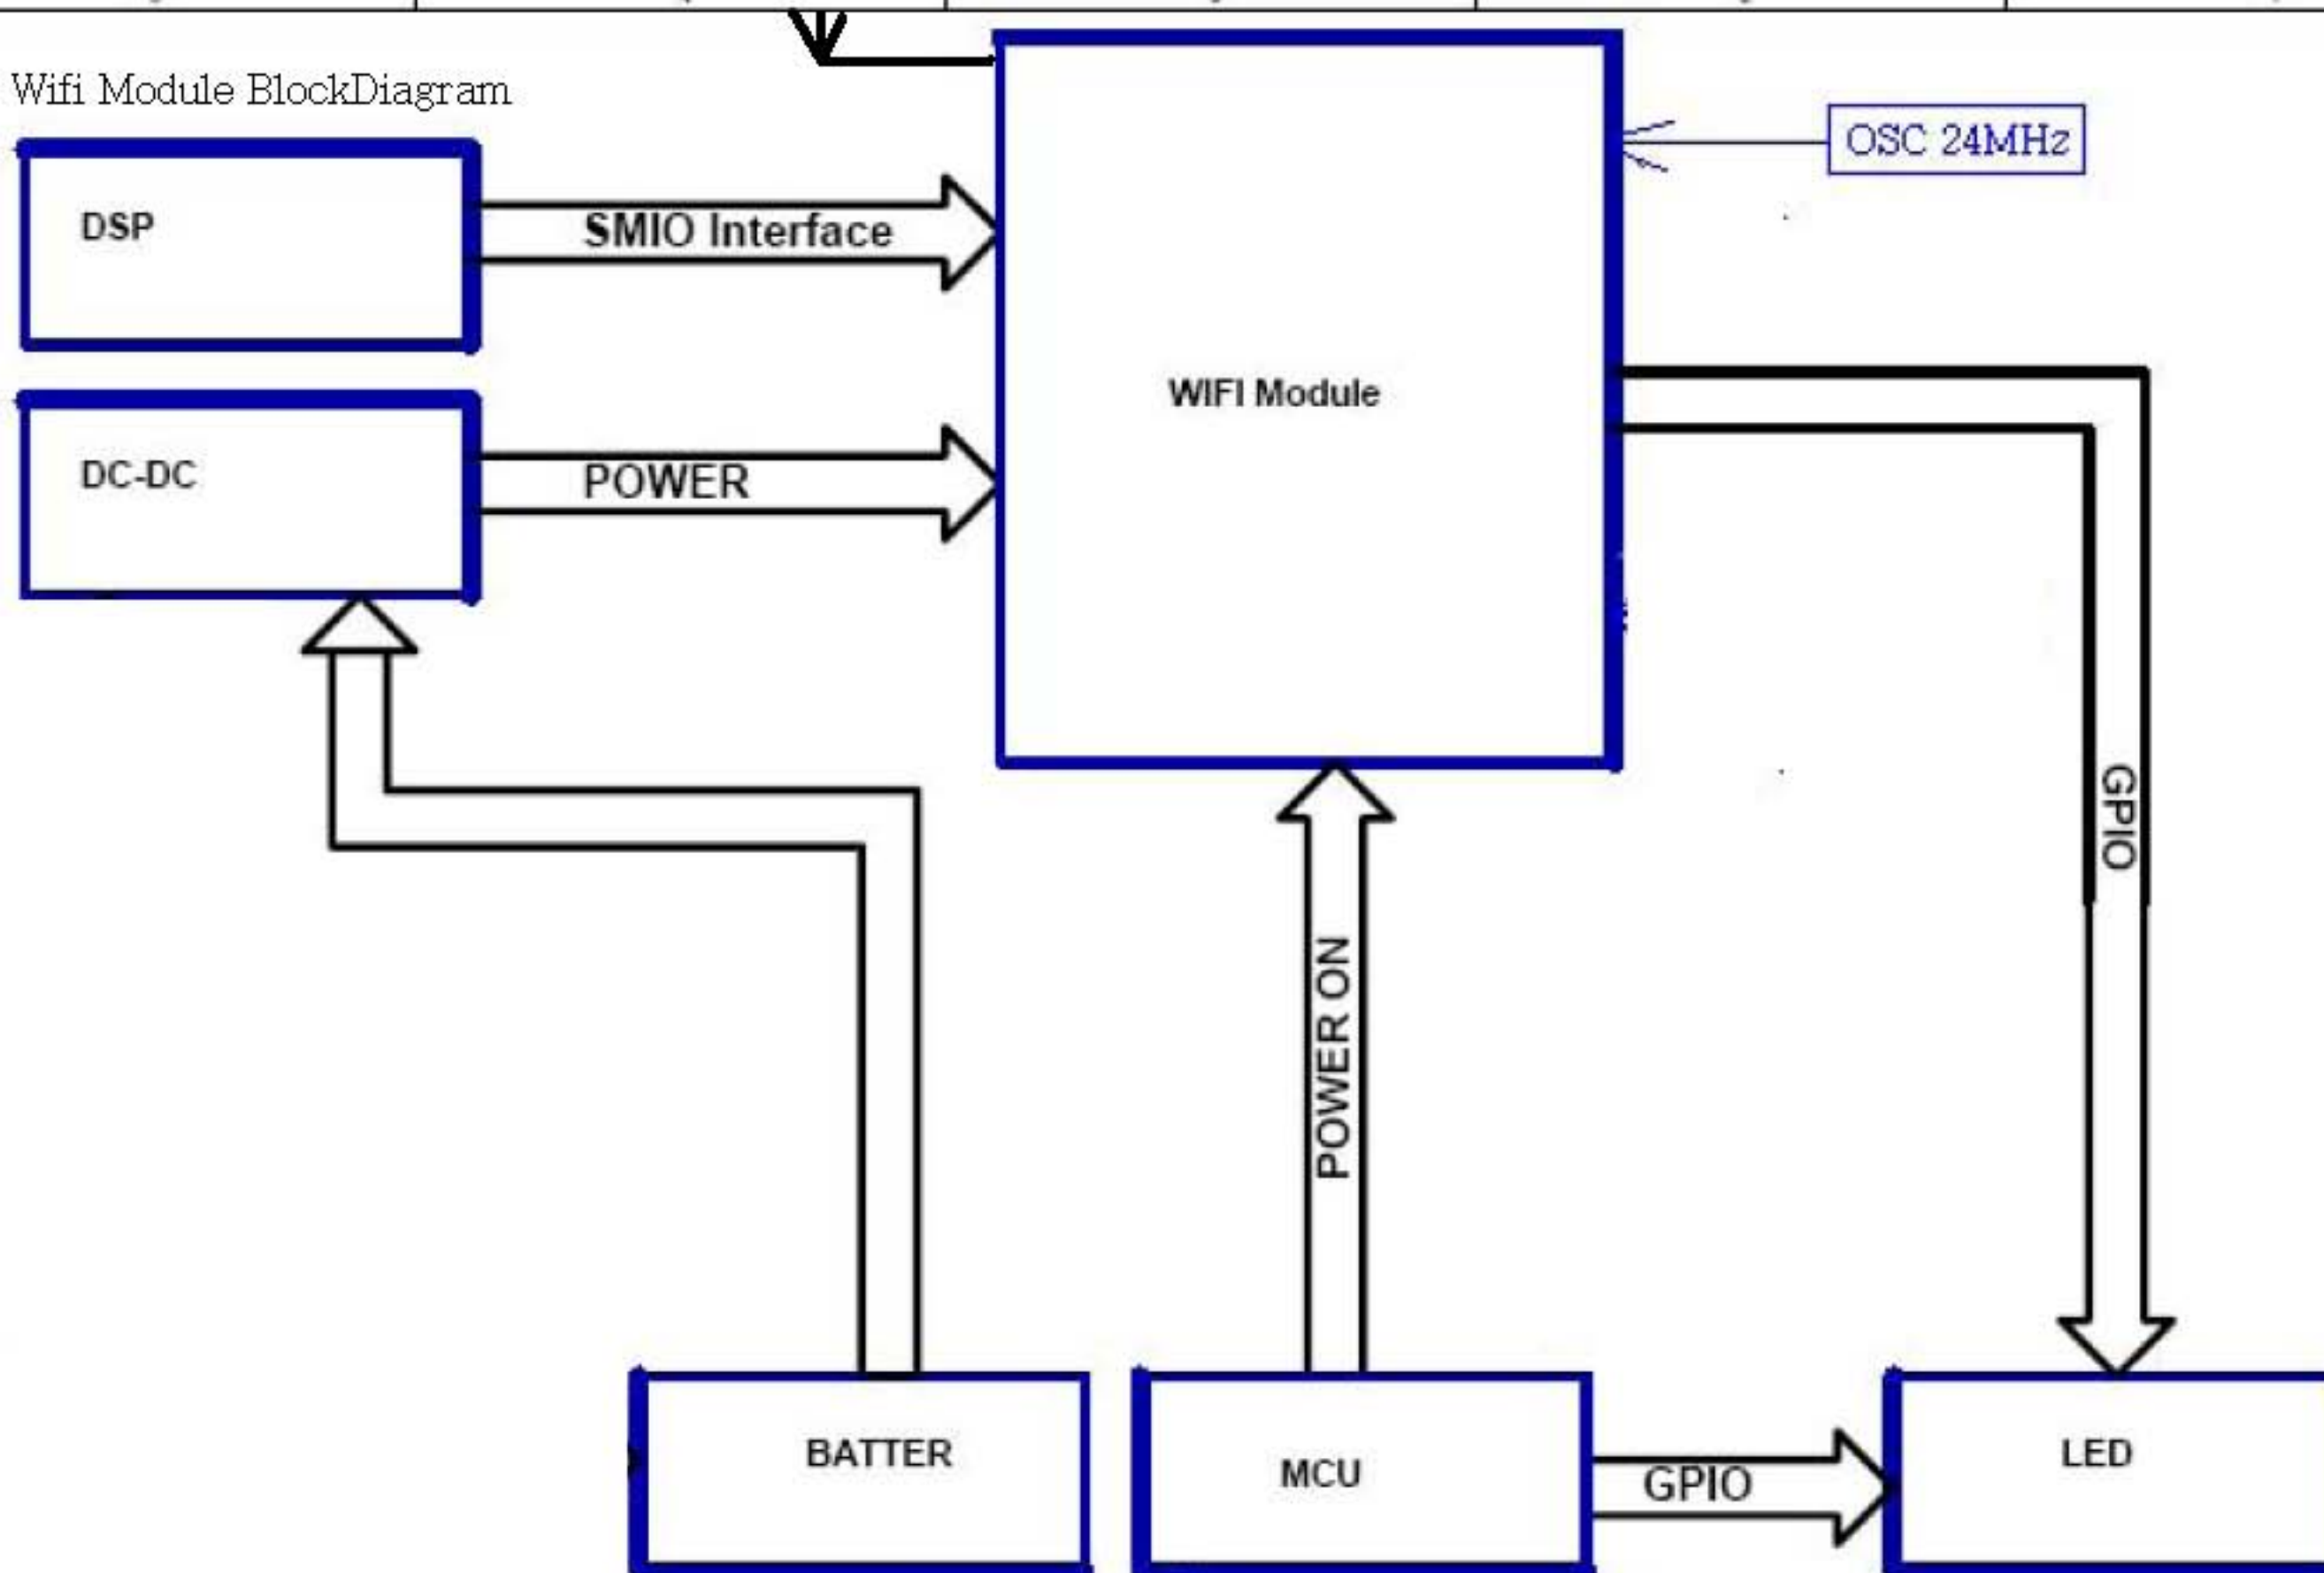 Wifi Module BlockDiagram
OSC 24MHz
DSP
SMIO Interface
WIFI Module
DC-DC
POWER
GPIO
POWER ON
BATTER
MCU
GPIO
LED